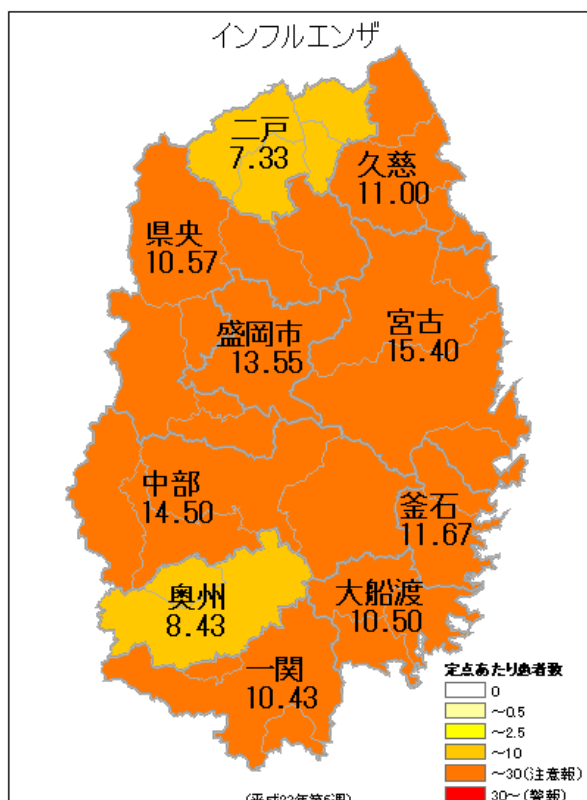 インフルエンザ
二戸
7.33
久慈
11.00
県央
10.57
盛岡市
13.55
宮古
15.40
中部
14.50
釜石
11.67
奥州
8.43
大船渡
10.50
一関
10.43
定点あたり患者数
0
～0.5
～2.5
～10
～30(注意報)
30～(警報)